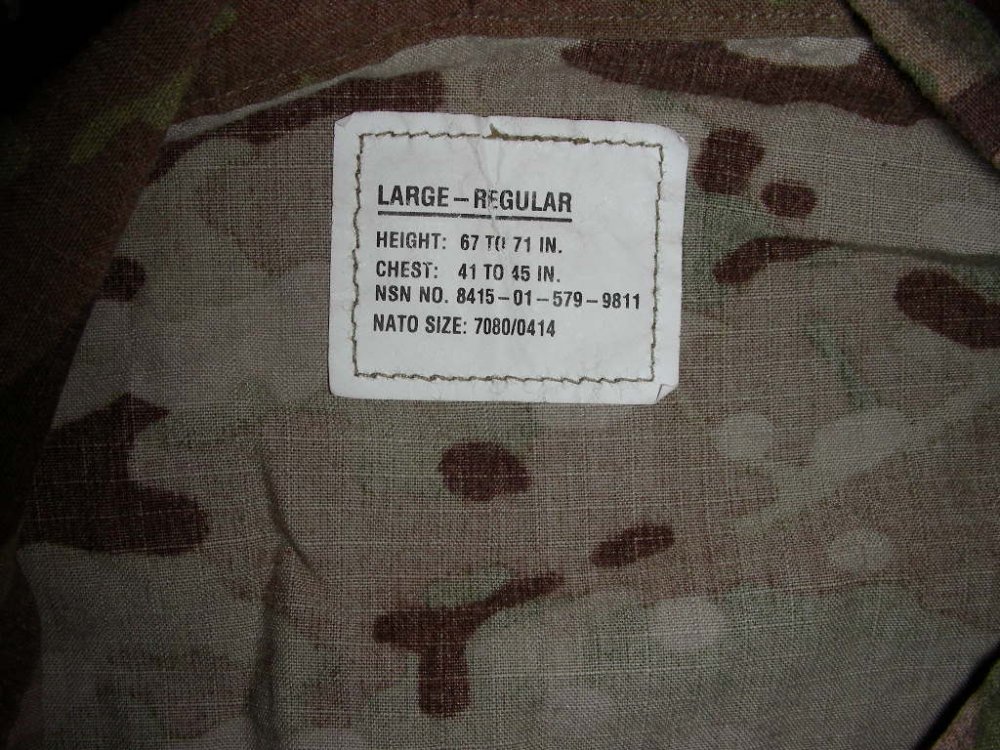 LARGE-REGULAR
HEIGHT: 67 TO 71 IN.
CHEST: 41 TO 45 IN.
NSN NO. 8415-01-579-9811
NATO SIZE: 7080/0414